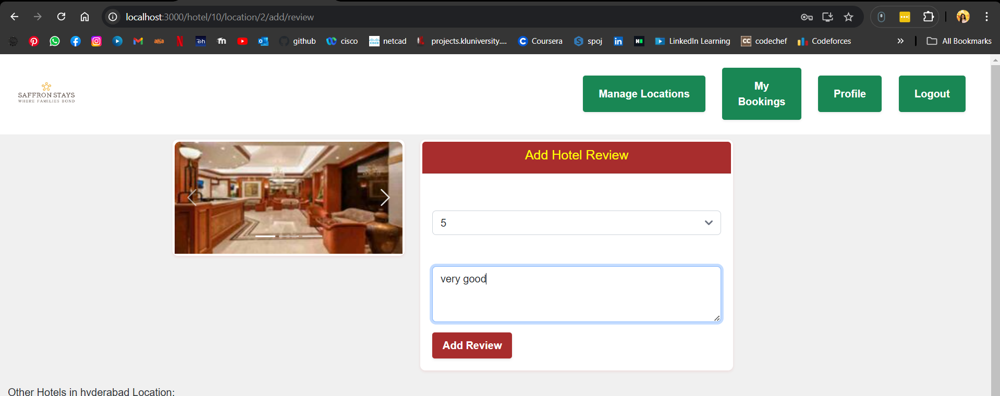 localhost:3000/hotel/10/location/2/add/review
github
cisco
netcad
projects.kluniversity....
Coursera
spoj
LinkedIn Learning
codechef
Codeforces
All Bookmarks
SAFFRON STAYS
WHERE FAMILIES BOND
Manage Locations
My
Bookings
Profile
Logout
Add Hotel Review
5
very good
Add Review
Other Hotels in hyderabad Location: